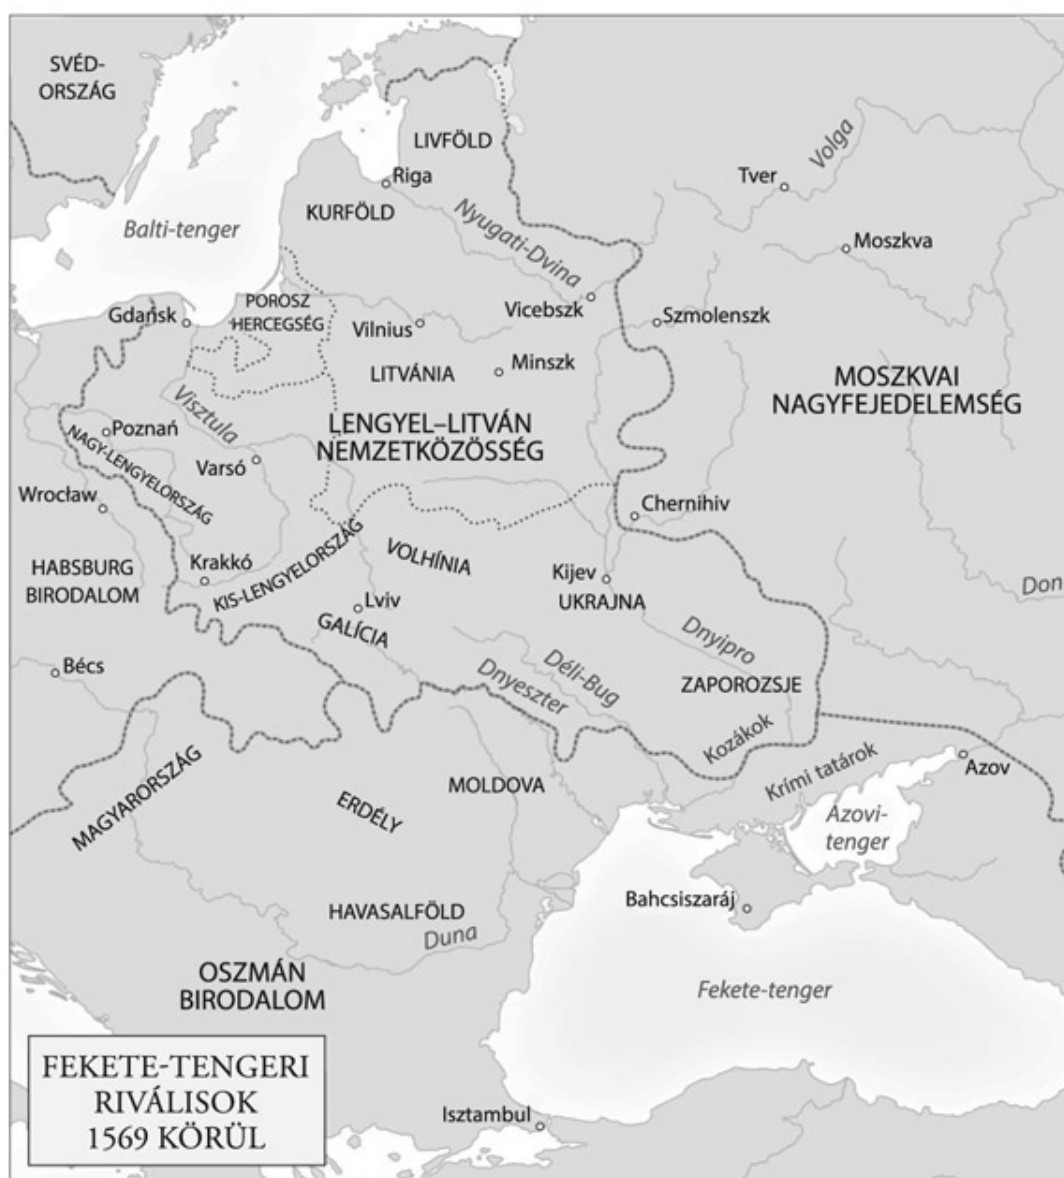 SVÉD-
ORSZÁG
LIVFÖLD
Volga
Tver
Riga
KURFÖLD
Nyugati-Dvina
Balti-tenger
Moszkva
POROSZ
HERCEGSÉG
Gdańsk
Vicebszk
Vilnius
Szmolenszk
Minszk
LITVÁNIA
MOSZKVAI
NAGYFEJEDELEMSÉG
Visztula
LENGYEL–LITVÁN
NEMZETKÖZÖSSÉG
Poznań
NAGY-LENGYELORSZÁG
Varsó
Wrocław
Chernihiv
KIS-LENGYELORSZÁG
VOLHÍNIA
HABSBURG
BIRODALOM
Krakkó
Kijev
UKRAJNA
Don
Lviv
GALÍCIA
Dnyipro
Bécs
Déli-Bug
Dnyeszter
ZAPOROZSJE
Kozákok
MAGYARORSZÁG
MOLDOVA
Krími tatárok
Azov
ERDÉLY
Azovi-
tenger
Bahcsiszaráj
HAVASALFÖLD
Duna
OSZMÁN
BIRODALOM
Fekete-tenger
FEKETE-TENGERI
RIVÁLISOK
1569 KÖRÜL
Isztambul